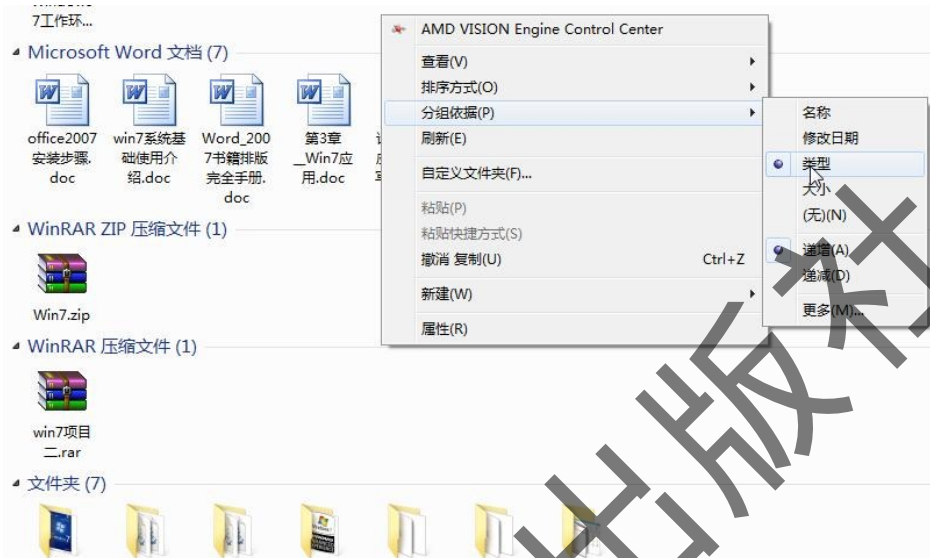 7工作环...
Microsoft Word 文档 (7)
office2007
安装步骤.
doc
win7系统基
础使用介
绍.doc
Word_200
7书籍排版
完全手册.
doc
第3章
_Win7应
用.doc
WinRAR ZIP 压缩文件 (1)
Win7.zip
WinRAR 压缩文件 (1)
win7项目
二.rar
文件夹 (7)
AMD VISION Engine Control Center
查看(V)
排序方式(O)
分组依据(P)
刷新(E)
自定义文件夹(F)...
粘贴(P)
粘贴快捷方式(S)
撤消 复制(U) Ctrl+Z
新建(W)
属性(R)
名称
修改日期
类型
大小
(无)(N)
递增(A)
递减(D)
更多(M)...
出版社